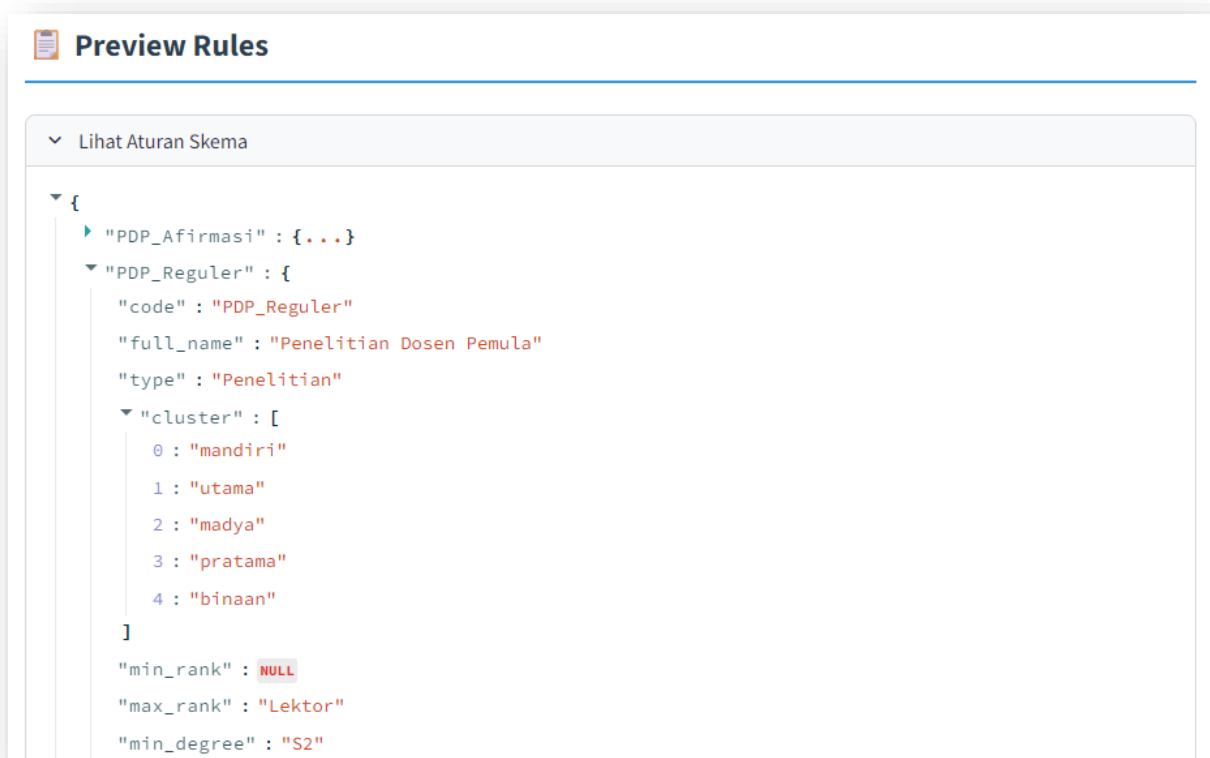 Preview Rules
Lihat Aturan Skema
{
"PDP_Afirmasi" : {...}
"PDP_Reguler" : {
"code" : "PDP_Reguler"
"full_name" : "Penelitian Dosen Pemula"
"type" : "Penelitian"
"cluster" : [
0 : "mandiri"
1 : "utama"
2 : "madya"
3 : "pratama"
4 : "binaan"
]
"min_rank" : NULL
"max_rank" : "Lektor"
"min_degree" : "S2"